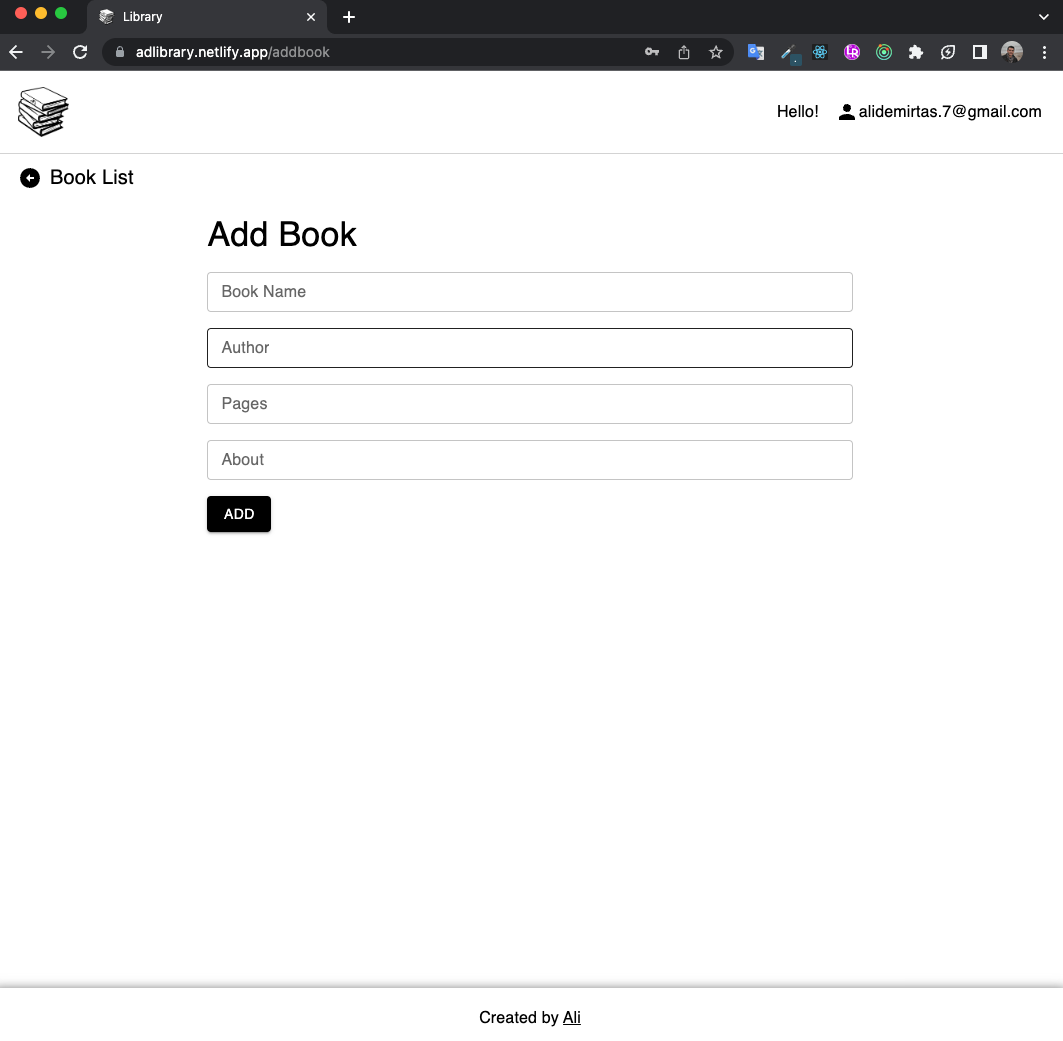 Library
adlibrary.netlify.app/addbook
Hello! alidemirtas.7@gmail.com
Book List
Add Book
Book Name
Author
Pages
About
ADD
Created by Ali